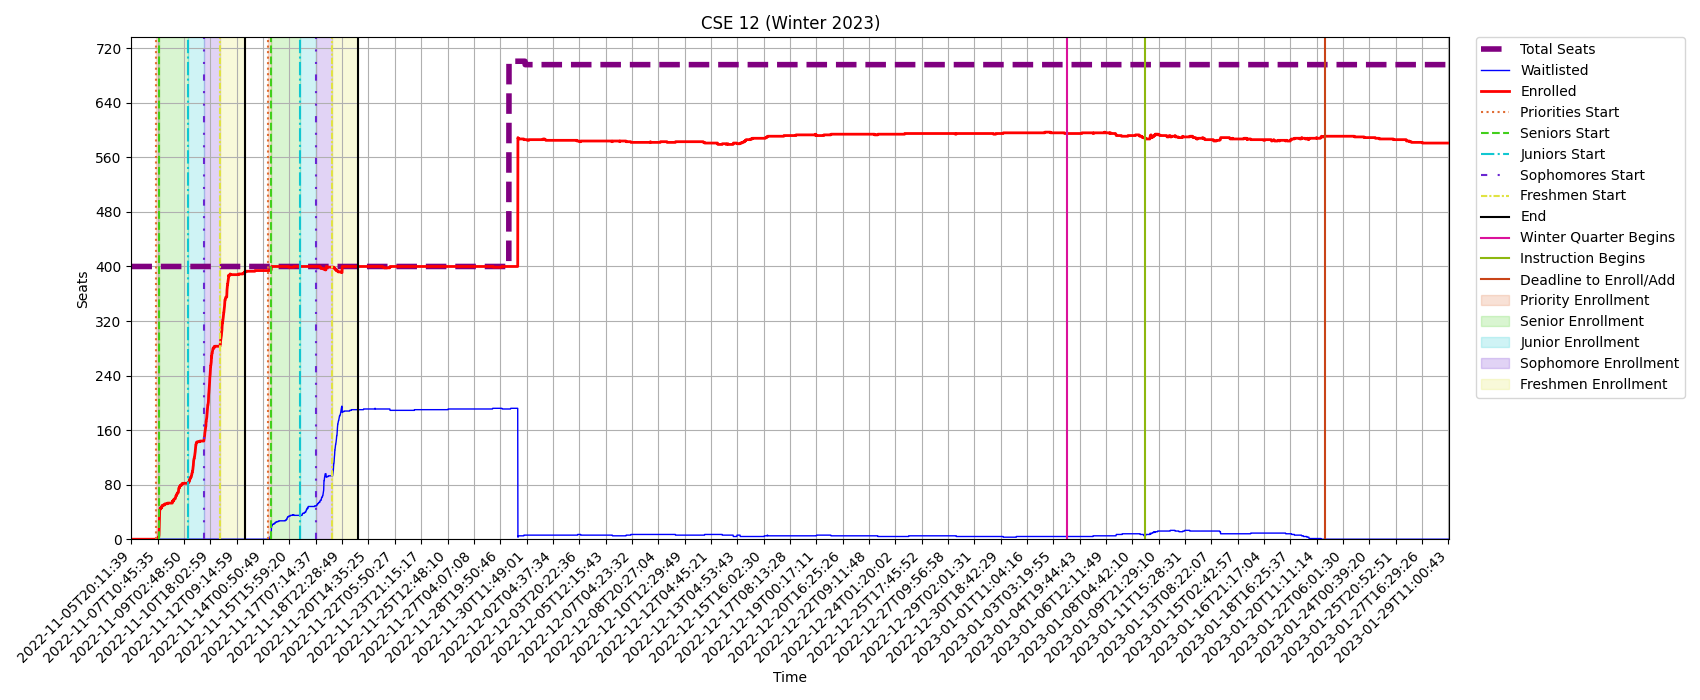 CSE 12 (Winter 2023)
720
640
560
480
400
320
240
160
80
0
Seats
2022-11-05T20:11:39
2022-11-07T10:45:35
2022-11-09T02:48:50
2022-11-10T18:02:59
2022-11-12T09:14:59
2022-11-14T00:50:49
2022-11-15T15:59:20
2022-11-17T07:14:37
2022-11-18T22:28:49
2022-11-20T14:35:25
2022-11-22T05:50:27
2022-11-23T21:15:17
2022-11-25T12:48:10
2022-11-27T04:07:08
2022-11-28T19:50:46
2022-11-30T11:49:01
2022-12-02T04:37:34
2022-12-03T20:22:36
2022-12-05T12:15:43
2022-12-07T04:23:32
2022-12-08T20:27:04
2022-12-10T12:29:49
2022-12-12T04:45:21
2022-12-13T04:53:43
2022-12-15T16:02:30
2022-12-17T08:13:28
2022-12-19T00:17:11
2022-12-20T16:25:26
2022-12-22T09:11:48
2022-12-24T01:20:02
2022-12-25T17:45:52
2022-12-27T09:56:58
2022-12-29T02:01:31
2022-12-30T18:42:29
2023-01-01T11:04:16
2023-01-03T03:19:55
2023-01-04T19:44:43
2023-01-06T12:11:49
2023-01-08T04:42:10
2023-01-09T21:29:10
2023-01-11T15:28:31
2023-01-13T08:22:07
2023-01-15T02:42:57
2023-01-16T21:17:04
2023-01-18T16:25:37
2023-01-20T11:11:14
2023-01-22T06:01:30
2023-01-24T00:39:20
2023-01-25T20:52:51
2023-01-27T16:29:26
2023-01-29T11:00:43
Time
Total Seats
Waitlisted
Enrolled
Priorities Start
Seniors Start
Juniors Start
Sophomores Start
Freshmen Start
End
Winter Quarter Begins
Instruction Begins
Deadline to Enroll/Add
Priority Enrollment
Senior Enrollment
Junior Enrollment
Sophomore Enrollment
Freshmen Enrollment